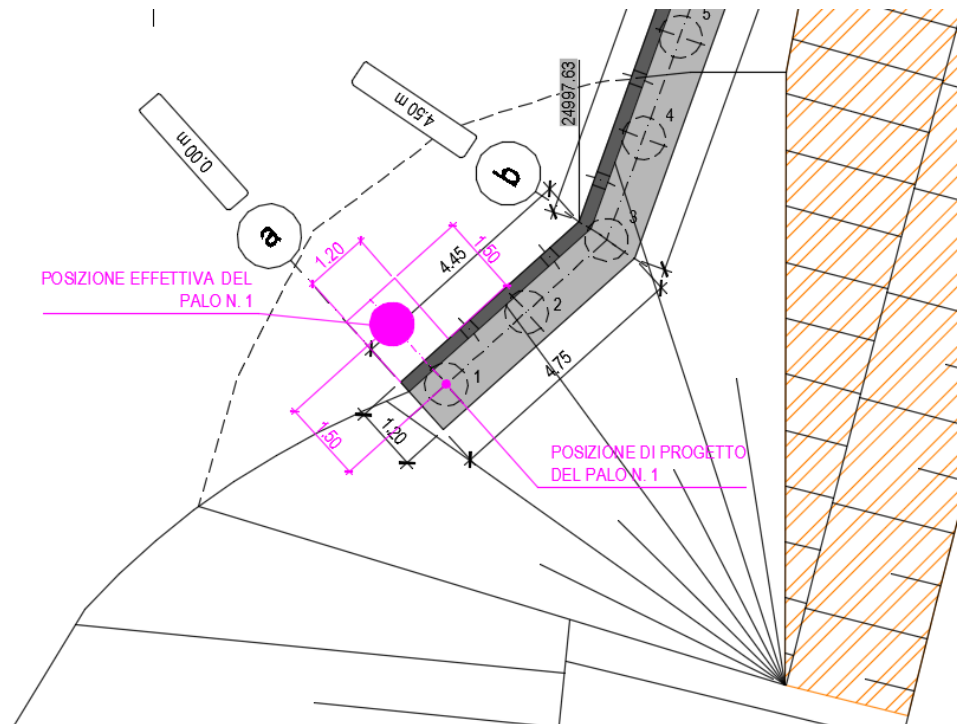 5
24997.63
4
4.50 m
0.00 m
b
a
3
1.20
4.45
1.50
POSIZIONE EFFETTIVA DEL
PALO N. 1
2
1
4.75
1.50
1.20
POSIZIONE DI PROGETTO
DEL PALO N. 1